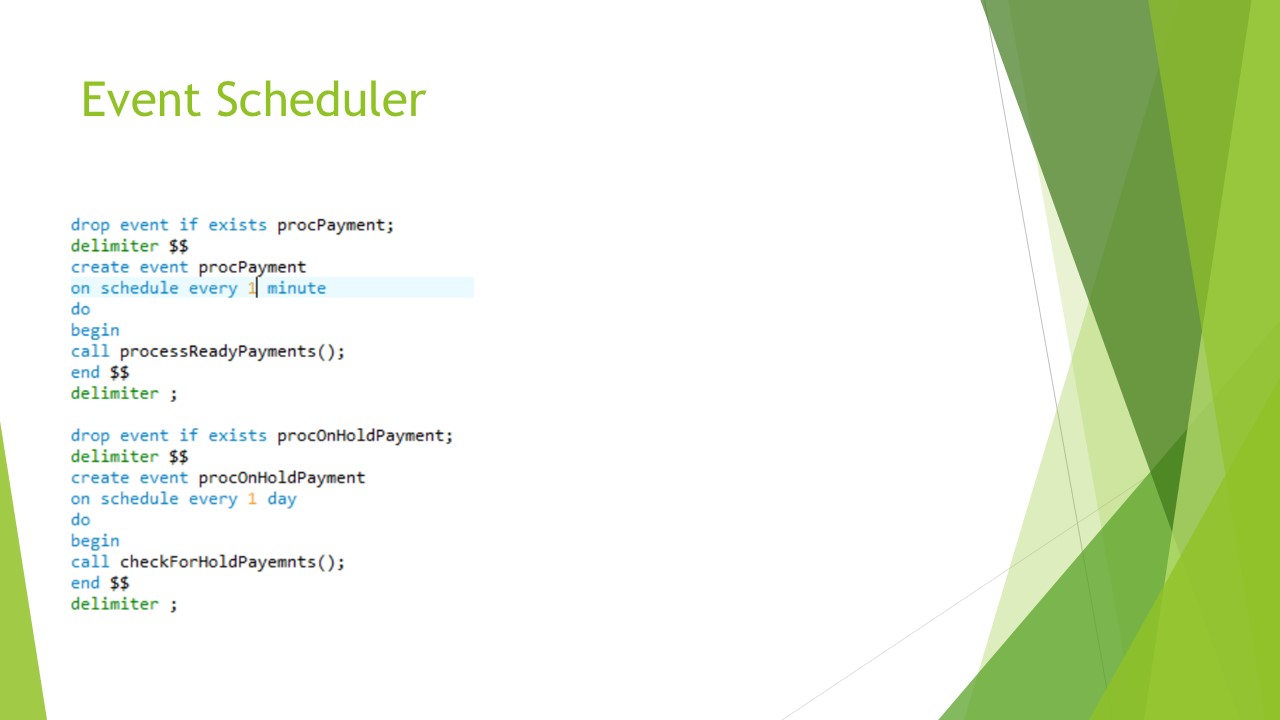 Event Scheduler
drop event if exists procPayment;
delimiter $$
create event procPayment
on schedule every 1 minute
do
begin
call processReadyPayments();
end $$
delimiter ;
drop event if exists procOnHoldPayment;
delimiter $$
create event procOnHoldPayment
on schedule every 1 day
do
begin
call checkForHoldPayemnts();
end $$
delimiter ;